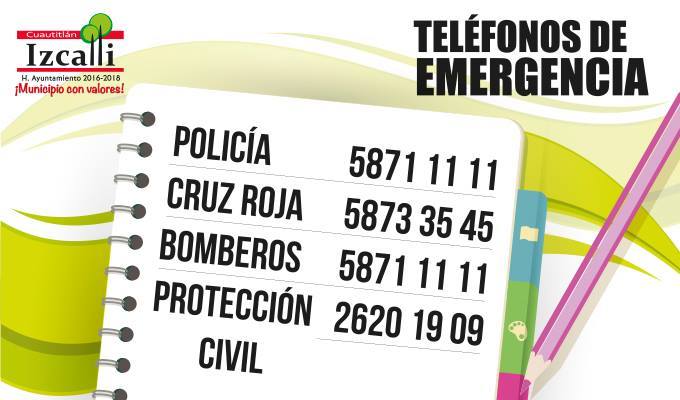 Cuautitlán
Izcalli
H. Ayuntamiento 2016-2018
¡Municipio con valores!
TELÉFONOS DE
EMERGENCIA
POLICÍA 5871 11 11
CRUZ ROJA 5873 35 45
BOMBEROS 5871 11 11
PROTECCIÓN 2620 19 09
CIVIL